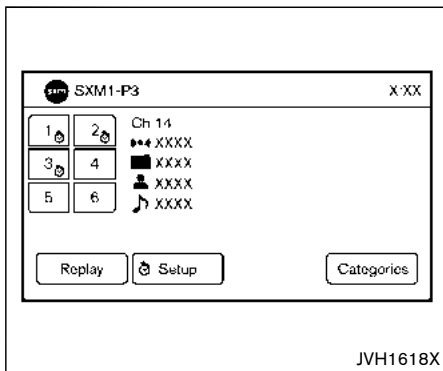 sxm SXM1-P3 X:XX
1 2 Ch 14
XXXX
3 4 XXXX
XXXX
5 6 XXXX
Replay Setup Categories
JVH1618X